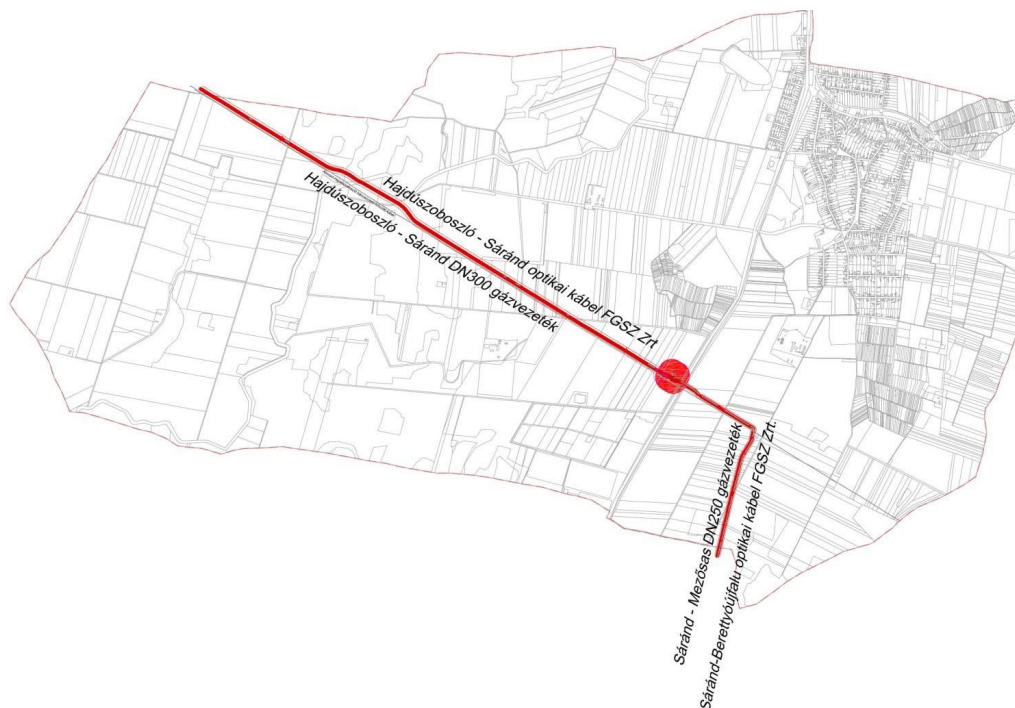 Hajdúszoboszló - Sáránd optikai kábel FGSZ Zrt
Hajdúszoboszló - Sáránd DN300 gázvezeték
Sáránd - Mezősas DN250 gázvezeték
Sáránd-Berettyóújfalu optikai kábel FGSZ Zrt.